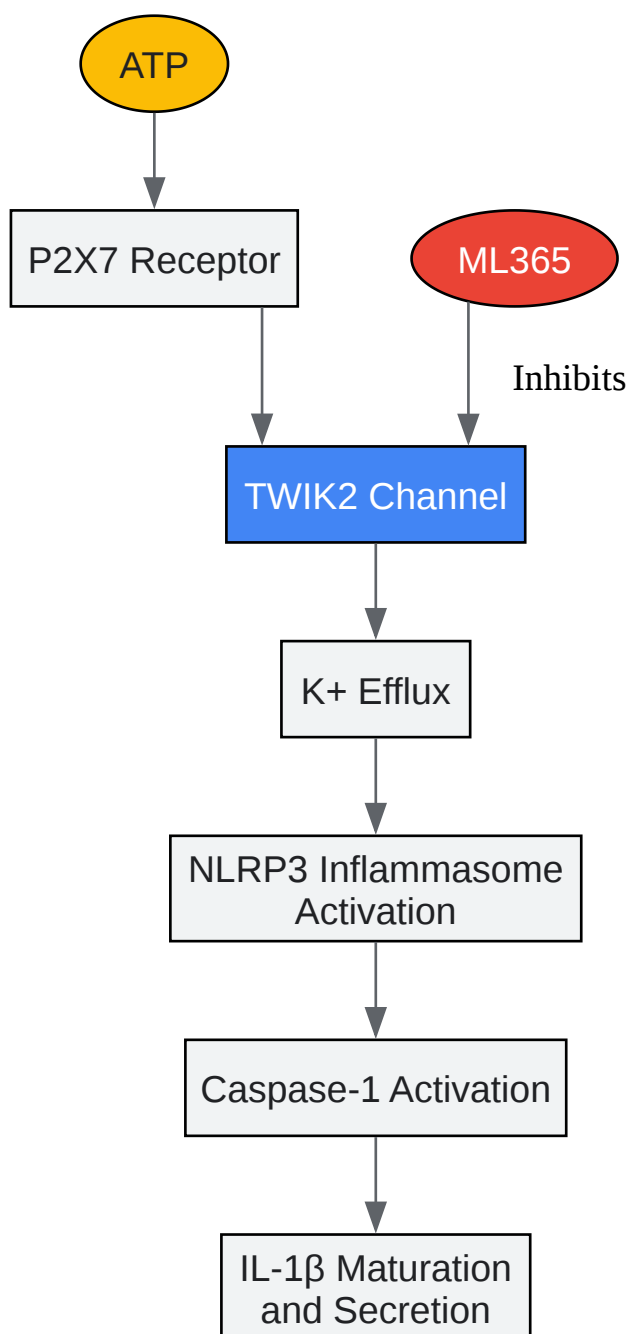 ATP
P2X7 Receptor
ML365
Inhibits
TWIK2 Channel
K+ Efflux
NLRP3 Inflammasome
Activation
Caspase-1 Activation
IL-1β Maturation
and Secretion